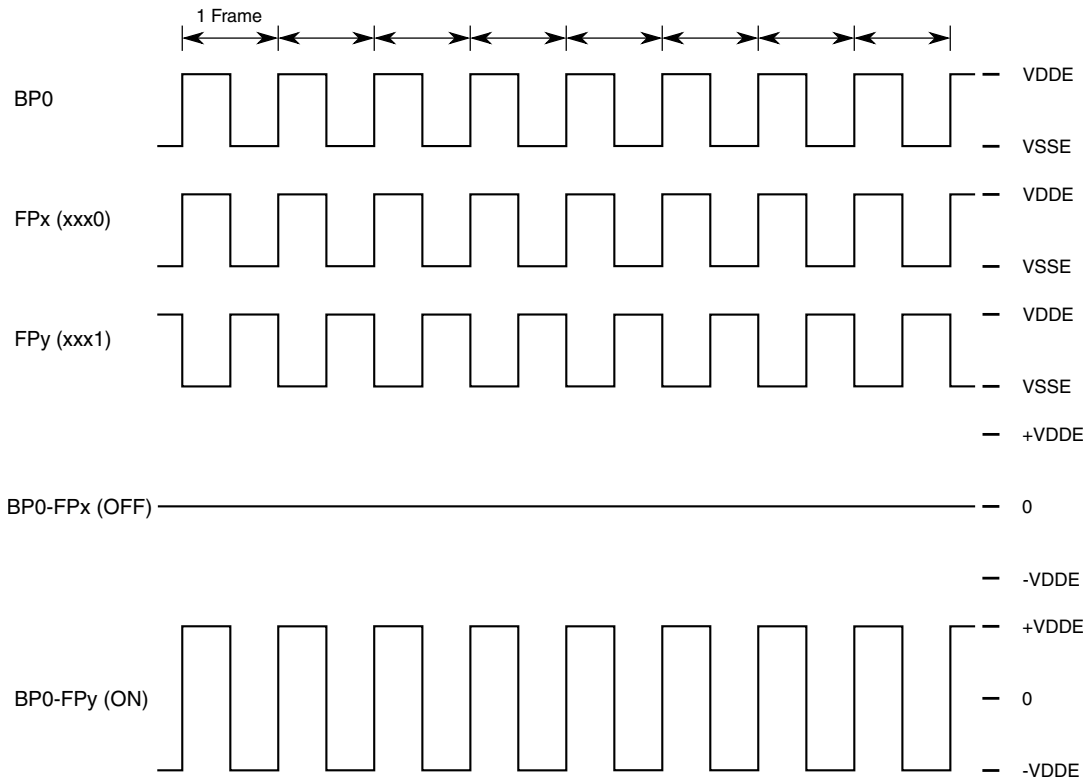 1 Frame
BP0
VDDE
VSSE
FPx (xxx0)
VDDE
VSSE
FPy (xxx1)
VDDE
VSSE
+VDDE
BP0-FPx (OFF)
0
-VDDE
+VDDE
BP0-FPy (ON)
0
-VDDE